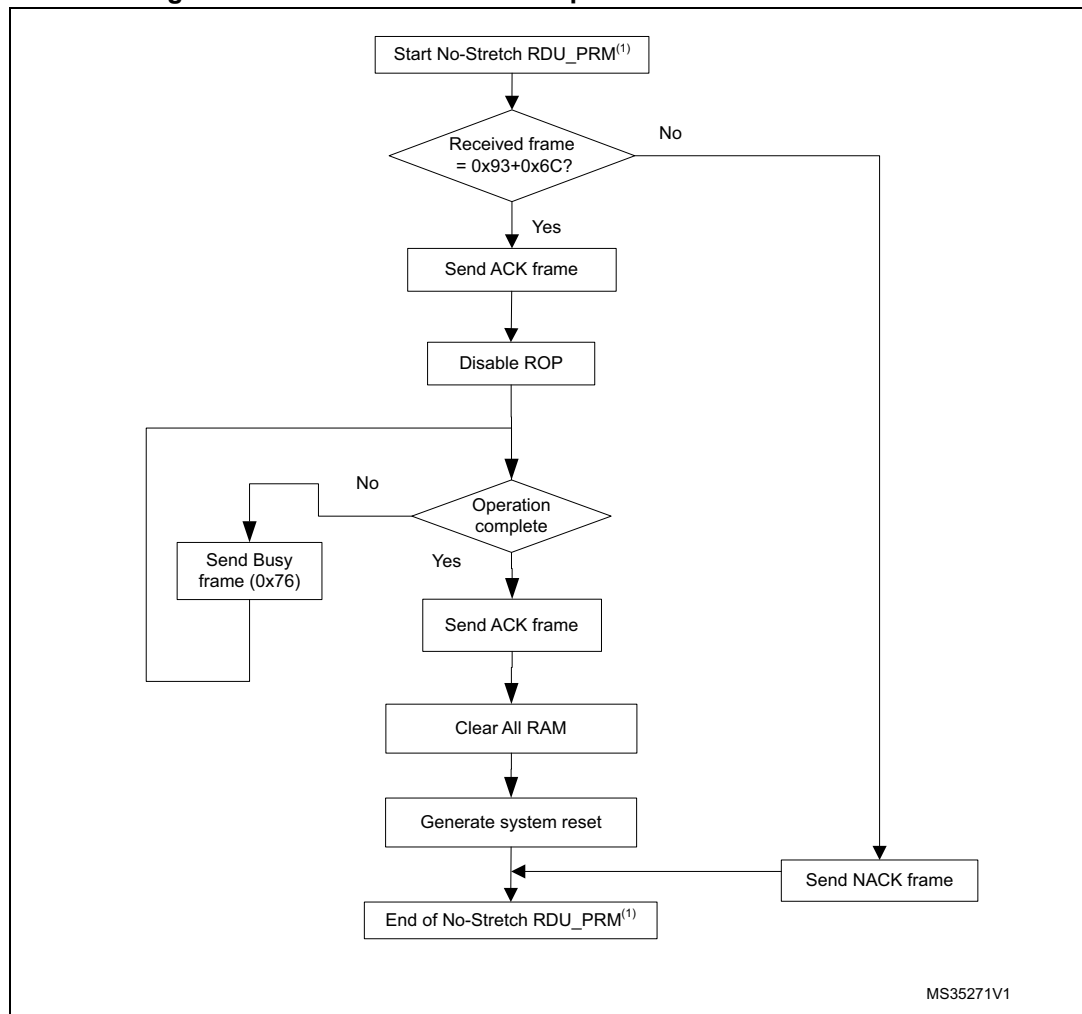 Start No-Stretch RDU_PRM(1)
Received frame
= 0x93+0x6C?
No
Yes
Send ACK frame
Disable ROP
No
Operation
complete
Send Busy
frame (0x76)
Yes
Send ACK frame
Clear All RAM
Generate system reset
Send NACK frame
End of No-Stretch RDU_PRM(1)
MS35271V1